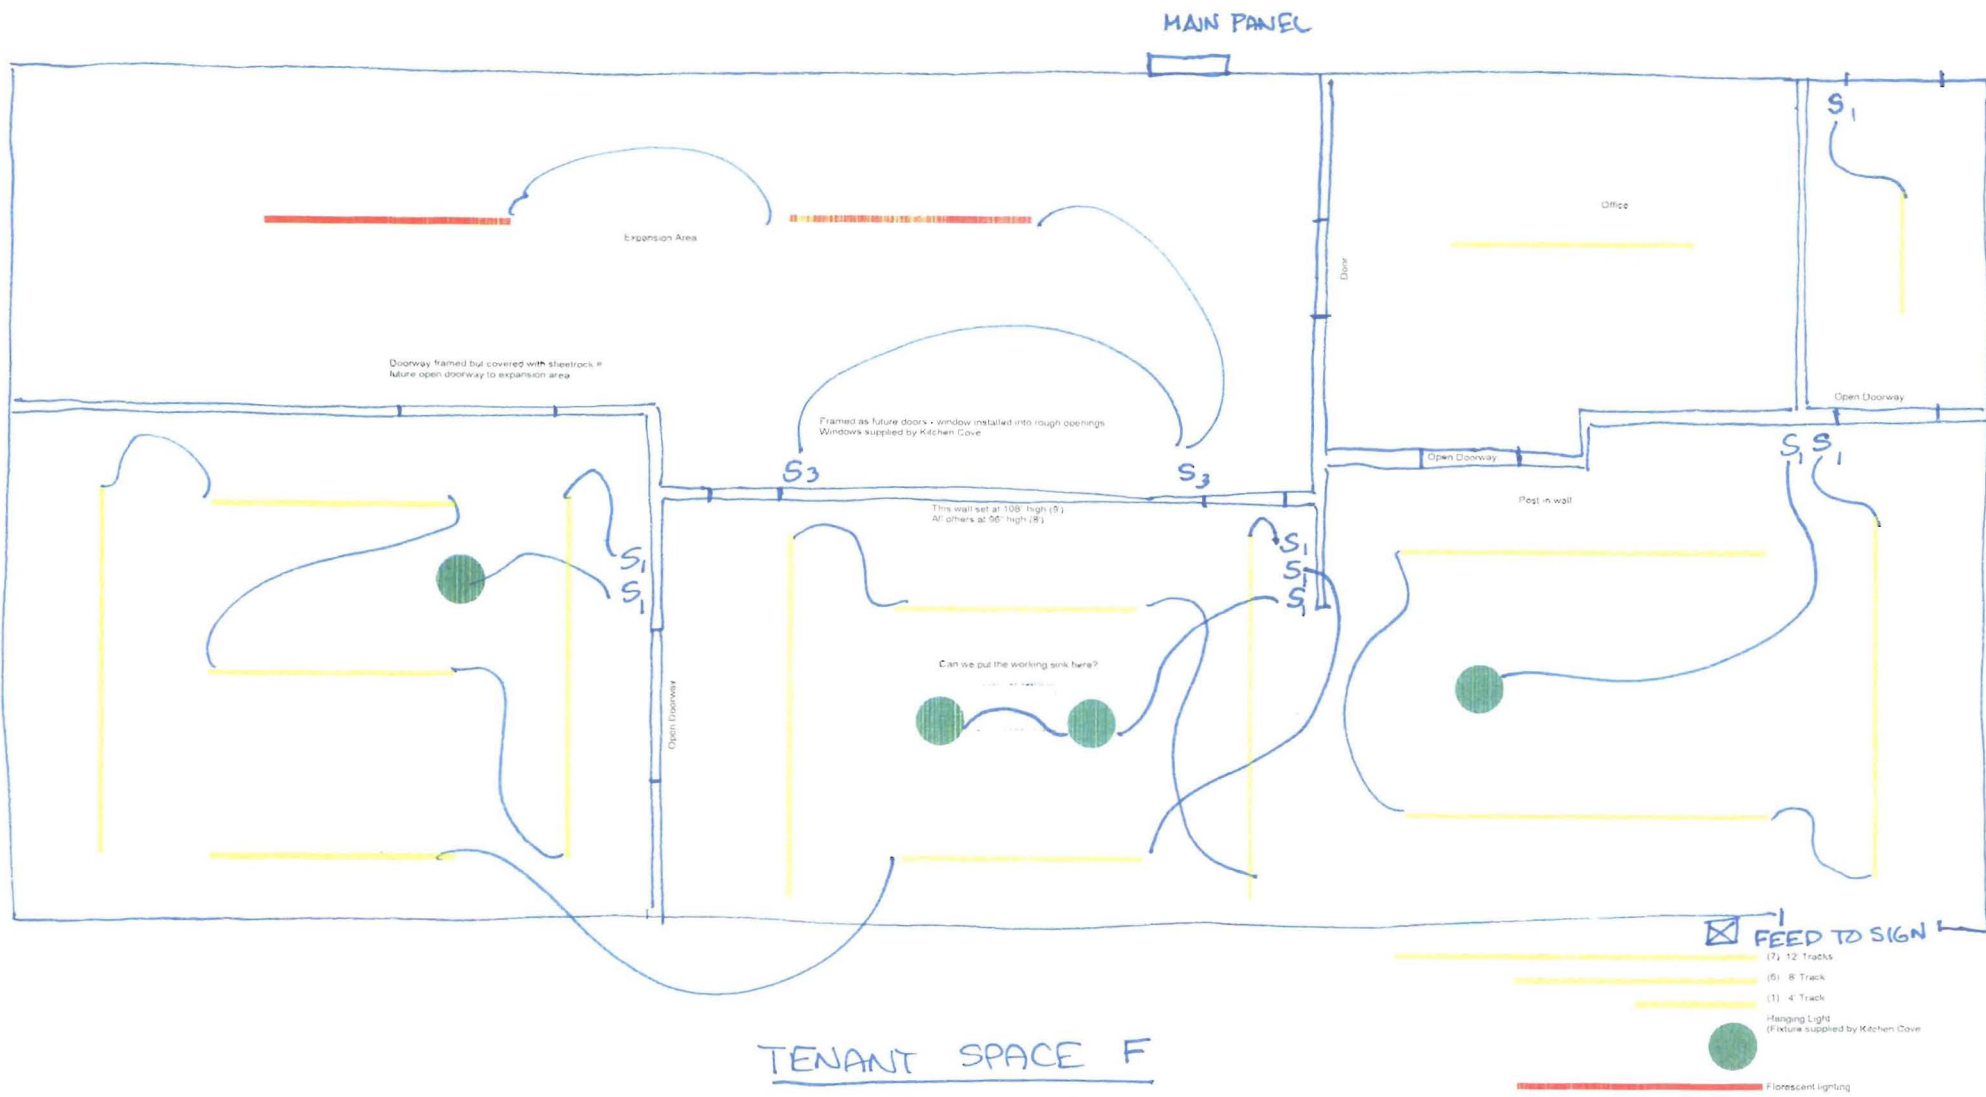 MAIN PANEL
S1
Office
Expansion Area
Door
Doorway framed but covered with sheetrock =
future open doorway to expansion area
Open Doorway
Framed as future doors - window installed into rough openings
Windows supplied by Kitchen Cove
S3
S3
Open Doorway
S1 S1
Post in wall
This wall set at 108" high (9')
All others at 96" high (8')
S1
S1
S1
S1
S1
Can we put the working sink here?
Open Doorway
FEED TO SIGN
(7) 12' Tracks
(6) 8' Track
(1) 4' Track
Hanging Light
(Fixture supplied by Kitchen Cove
Florescent lighting
TENANT SPACE F